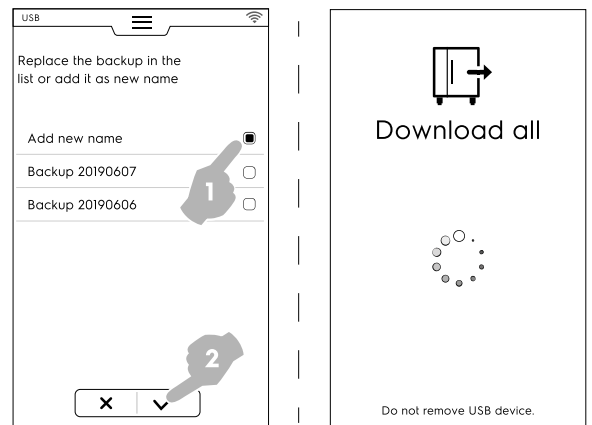 USB
Replace the backup in the
list or add it as new name
Add new name
Backup 20190607
Backup 20190606
1
2
Download all
Do not remove USB device.